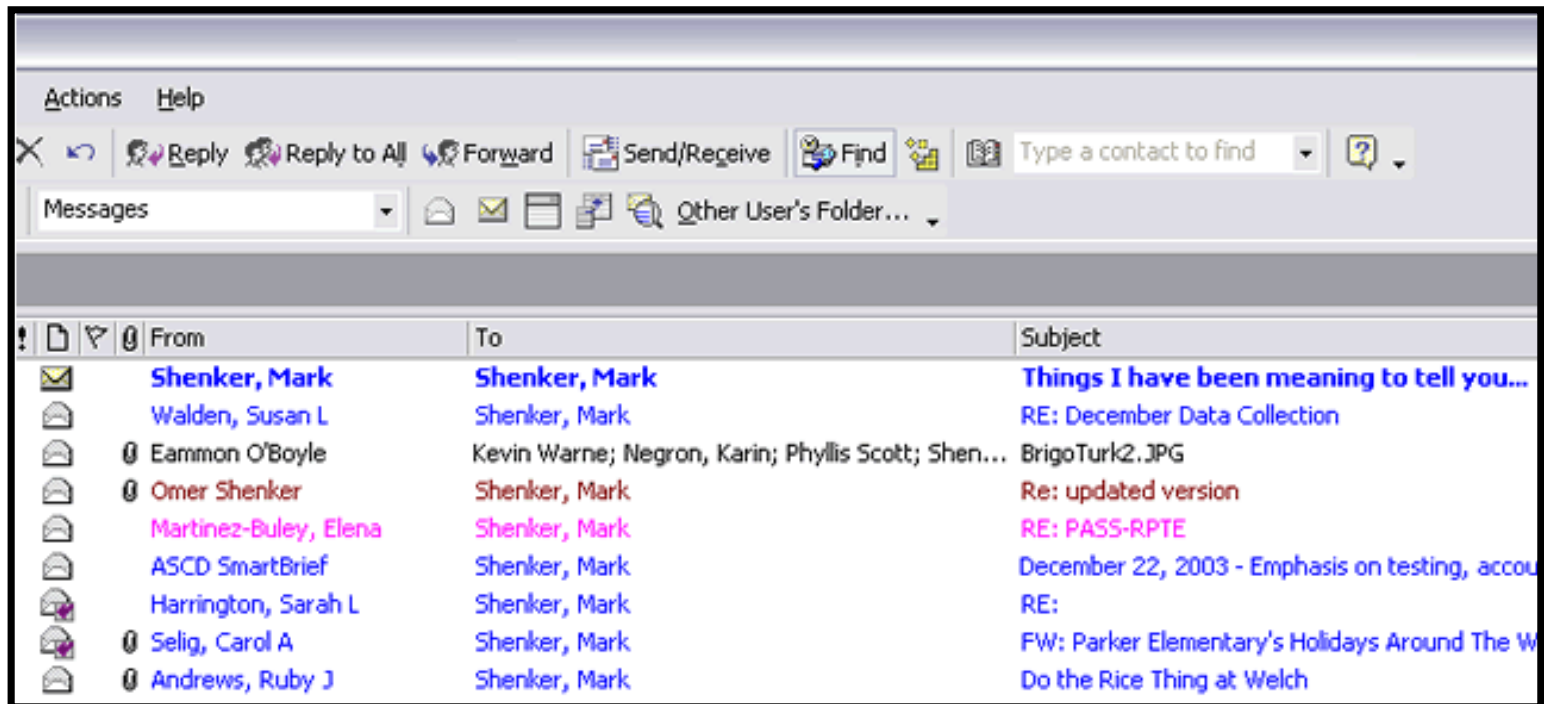 Actions Help
Reply Reply to All Forward Send/Receive Find Type a contact to find
Messages Other User's Folder...
! From To Subject
Shenker, Mark Shenker, Mark Things I have been meaning to tell you...
Walden, Susan L Shenker, Mark RE: December Data Collection
Eammon O'Boyle Kevin Warne; Negron, Karin; Phyllis Scott; Shen... BrigoTurk2.JPG
Omer Shenker Shenker, Mark Re: updated version
Martinez-Buley, Elena Shenker, Mark RE: PASS-RPTE
ASCD SmartBrief Shenker, Mark December 22, 2003 - Emphasis on testing, accou
Harrington, Sarah L Shenker, Mark RE:
Selig, Carol A Shenker, Mark FW: Parker Elementary's Holidays Around The W
Andrews, Ruby J Shenker, Mark Do the Rice Thing at Welch